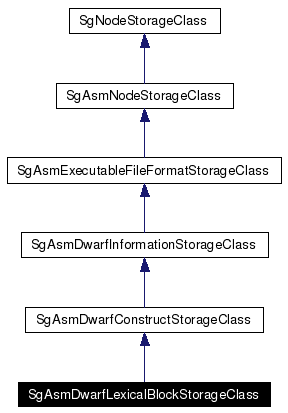 SgNodeStorageClass
SgAsmNodeStorageClass
SgAsmExecutableFileFormatStorageClass
SgAsmDwarfInformationStorageClass
SgAsmDwarfConstructStorageClass
SgAsmDwarfLexicalBlockStorageClass